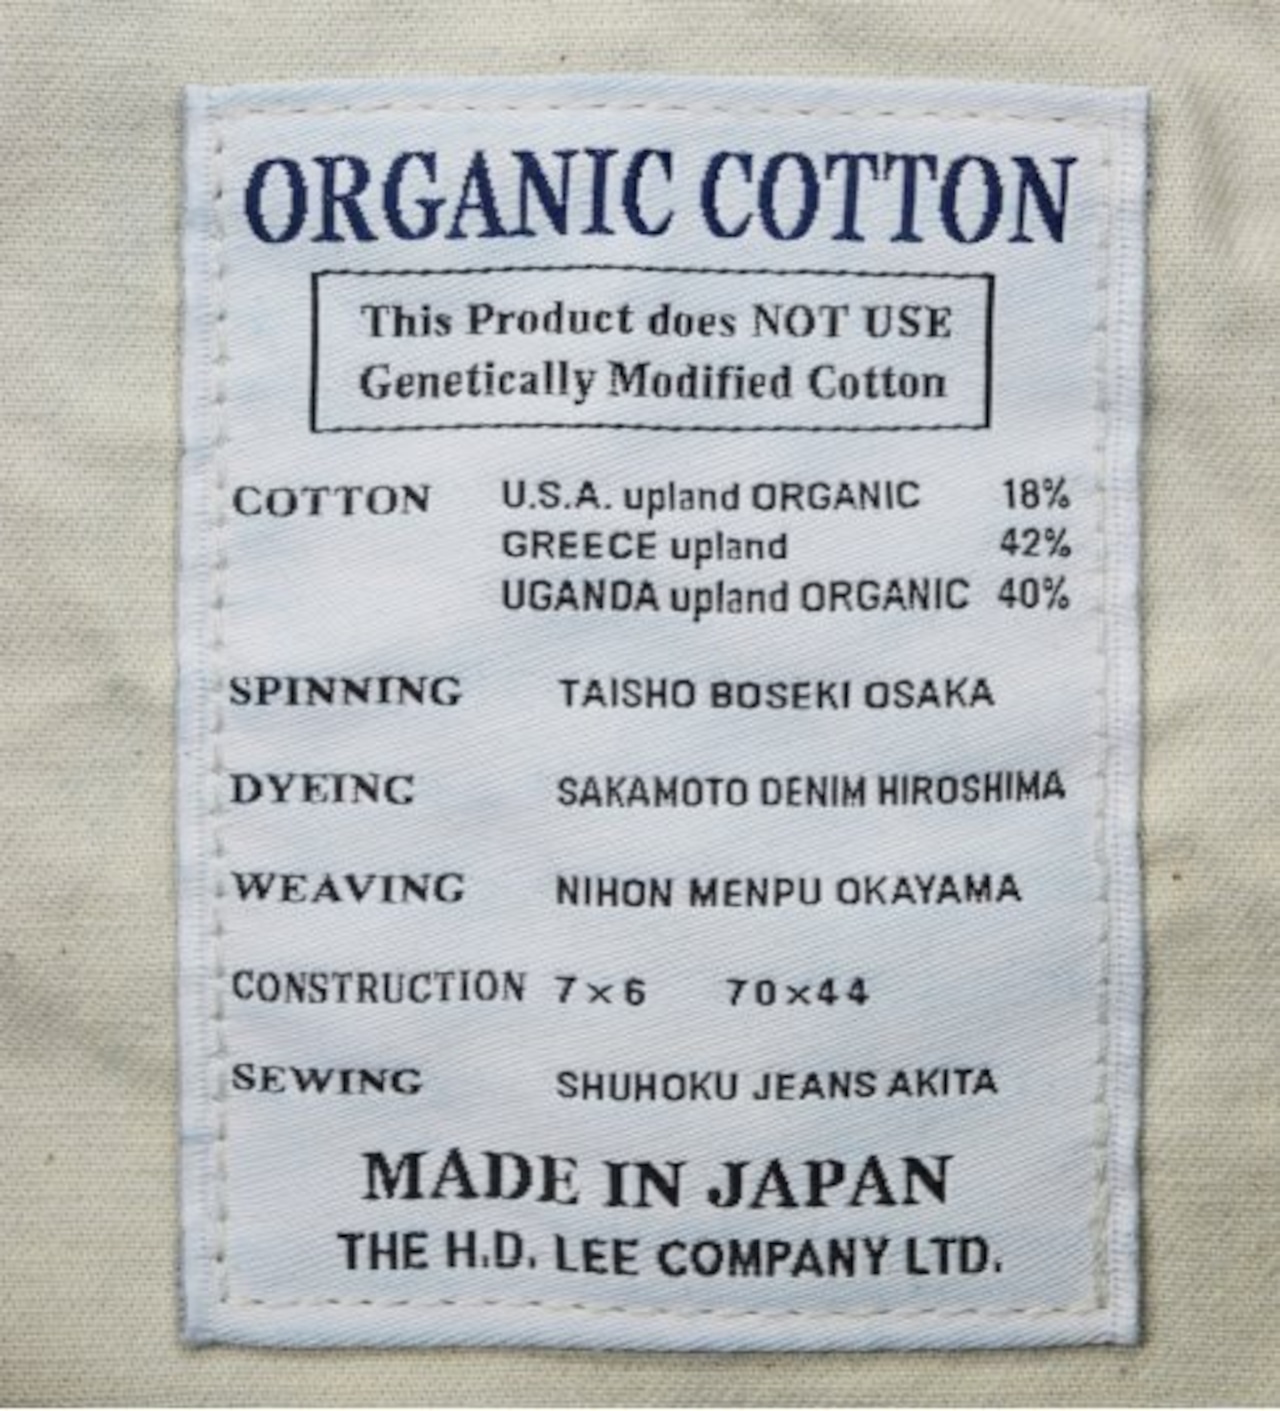 ORGANIC COTTON
This Product does NOT USE
Genetically Modified Cotton
COTTON U.S.A. upland ORGANIC 18%
GREECE upland 42%
UGANDA upland ORGANIC 40%
SPINNING TAISHO BOSEKI OSAKA
DYEING SAKAMOTO DENIM HIROSHIMA
WEAVING NIHON MENPU OKAYAMA
CONSTRUCTION 7×6 70×44
SEWING SHUHOKU JEANS AKITA
MADE IN JAPAN
THE H.D. LEE COMPANY LTD.